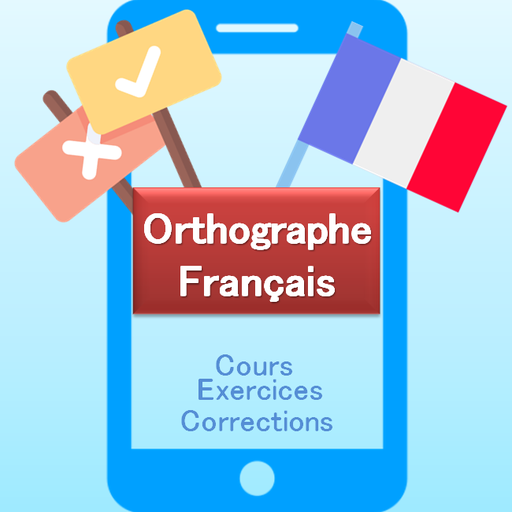 Orthographe
Français
Cours
Exercices
Corrections